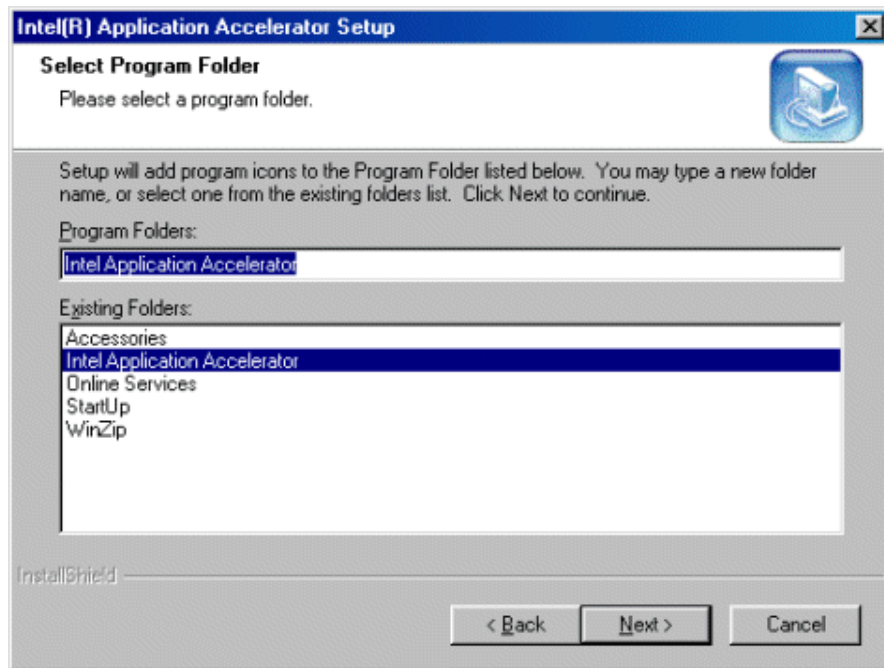 Intel(R) Application Accelerator Setup
Select Program Folder
Please select a program folder.
Setup will add program icons to the Program Folder listed below.  You may type a new folder
name, or select one from the existing folders list.  Click Next to continue.
Program Folders:
Intel Application Accelerator
Existing Folders:
Accessories
Intel Application Accelerator
Online Services
StartUp
WinZip
InstallShield
< Back
Next >
Cancel